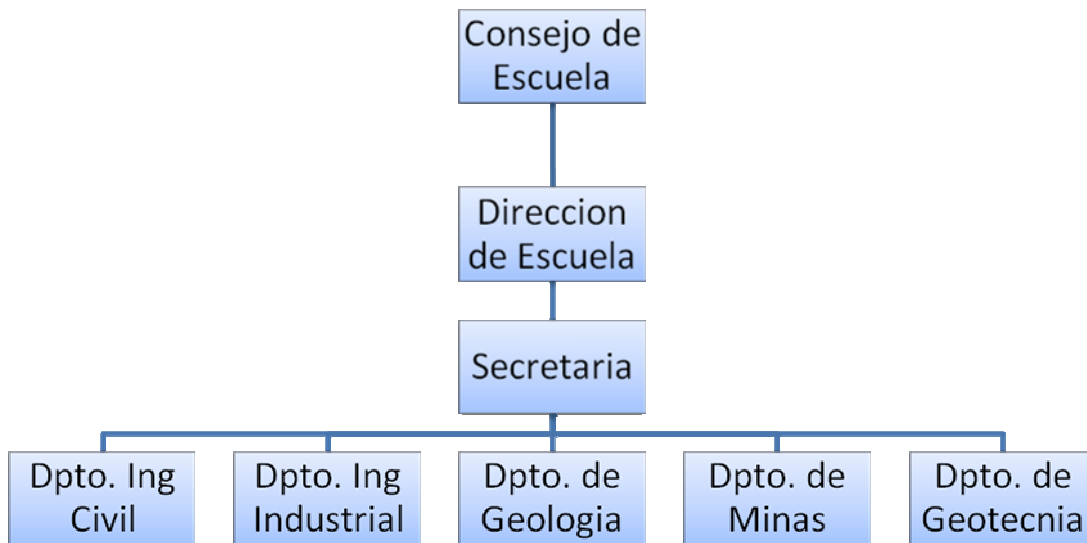 Consejo de
Escuela
Direccion
de Escuela
Secretaria
Dpto. Ing
Civil
Dpto. Ing
Industrial
Dpto. de
Geologia
Dpto. de
Minas
Dpto. de
Geotecnia